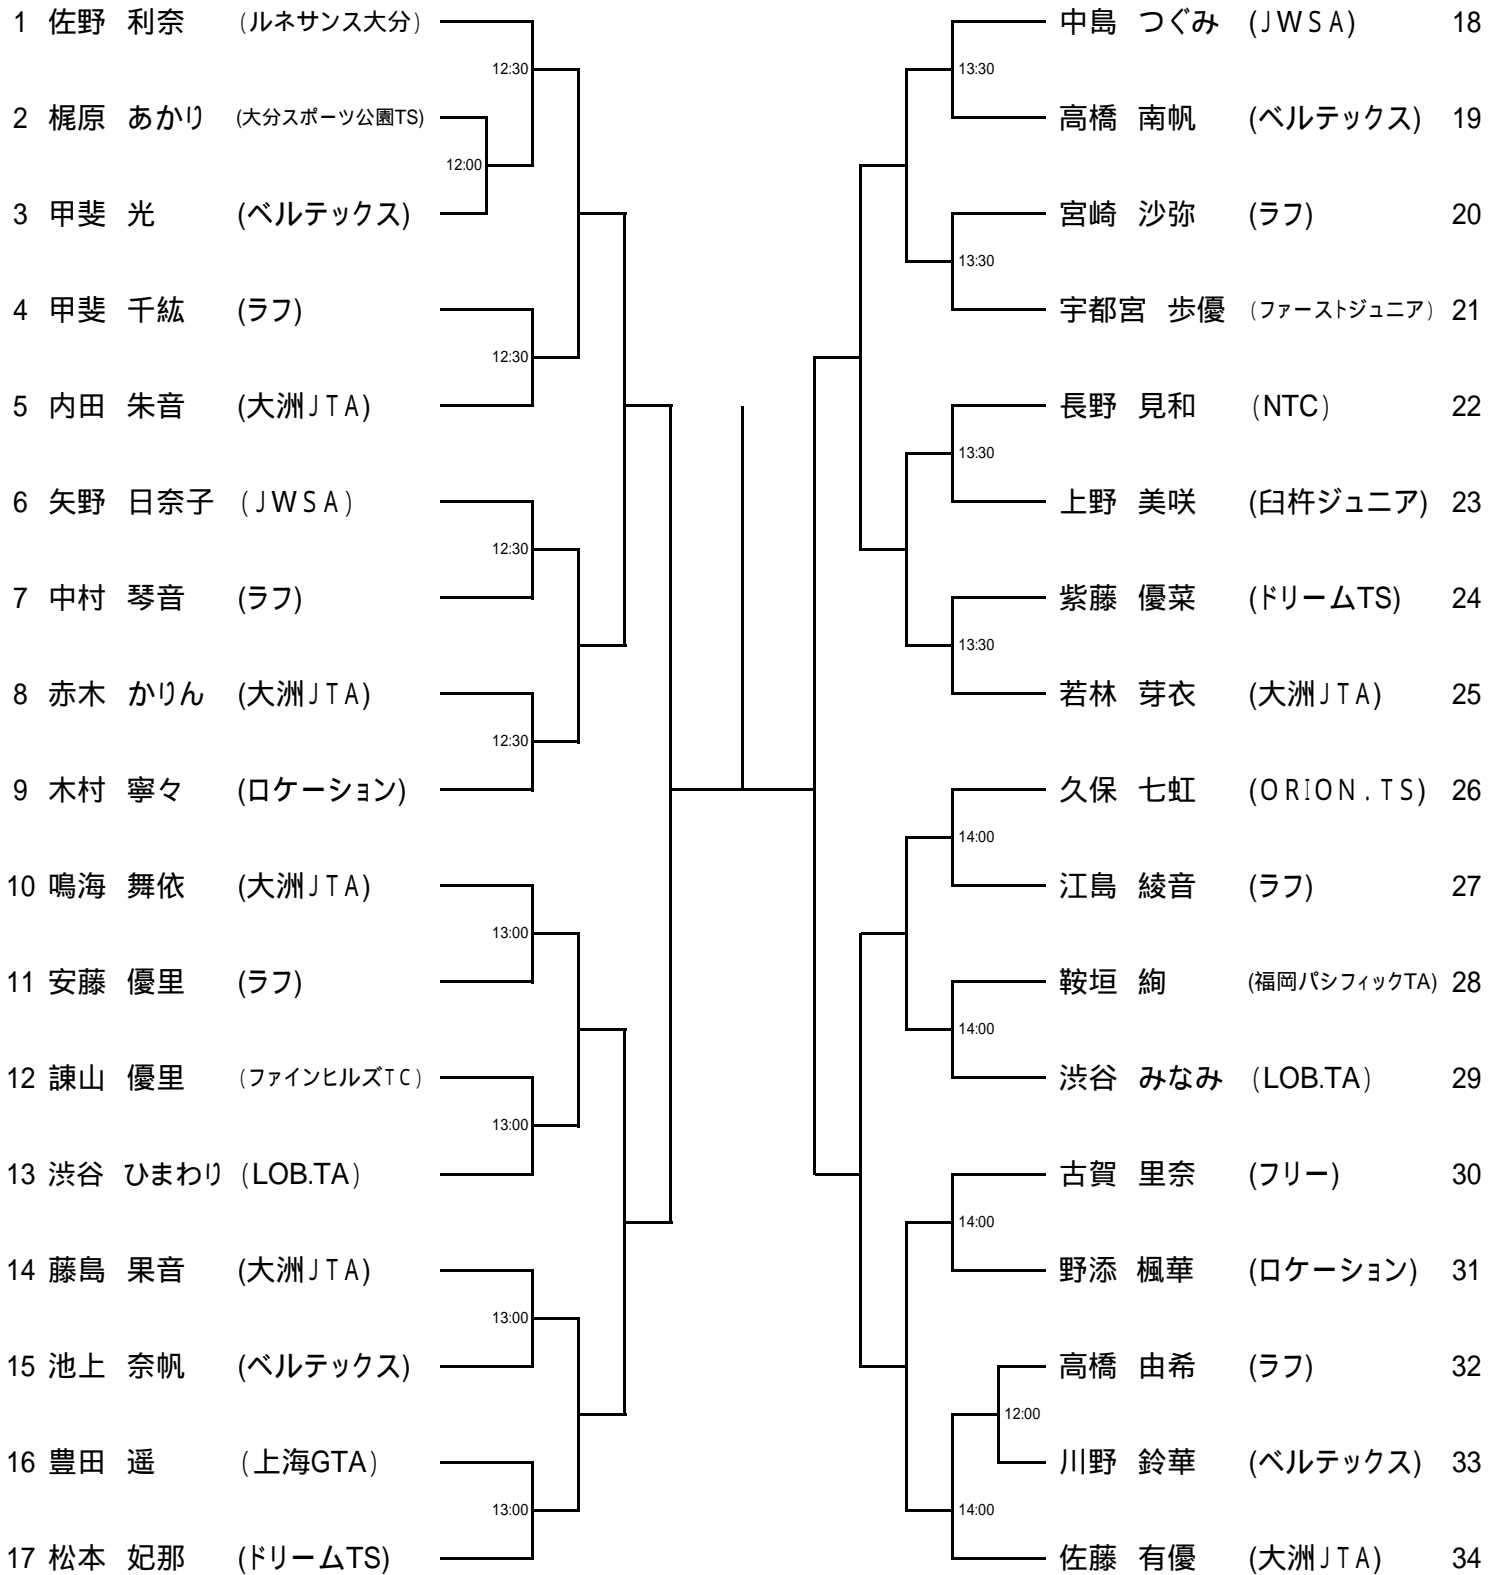 1 佐野 利奈 (ルネサンス大分)
12:30
2 梶原 あかり (大分スポーツ公園TS)
12:00
3 甲斐 光 (ベルテックス)
4 甲斐 千紘 (ラフ)
12:30
5 内田 朱音 (大洲JTA)
6 矢野 日奈子 (JWSA)
12:30
7 中村 琴音 (ラフ)
8 赤木 かりん (大洲JTA)
12:30
9 木村 寧々 (ロケーション)
10 鳴海 舞依 (大洲JTA)
13:00
11 安藤 優里 (ラフ)
12 諌山 優里 (ファインヒルズTC)
13:00
13 渋谷 ひまわり (LOB.TA)
14 藤島 果音 (大洲JTA)
13:00
15 池上 奈帆 (ベルテックス)
16 豊田 遥 (上海GTA)
13:00
17 松本 妃那 (ドリームTS)
中島 つぐみ (JWSA) 18
13:30
高橋 南帆 (ベルテックス) 19
宮崎 沙弥 (ラフ) 20
13:30
宇都宮 歩優 (ファーストジュニア) 21
長野 見和 (NTC) 22
13:30
上野 美咲 (臼杵ジュニア) 23
紫藤 優菜 (ドリームTS) 24
13:30
若林 芽衣 (大洲JTA) 25
久保 七虹 (ORION.TS) 26
14:00
江島 綾音 (ラフ) 27
鞍垣 絢 (福岡パシフィックTA) 28
14:00
渋谷 みなみ (LOB.TA) 29
古賀 里奈 (フリー) 30
14:00
野添 楓華 (ロケーション) 31
高橋 由希 (ラフ) 32
12:00
川野 鈴華 (ベルテックス) 33
14:00
佐藤 有優 (大洲JTA) 34